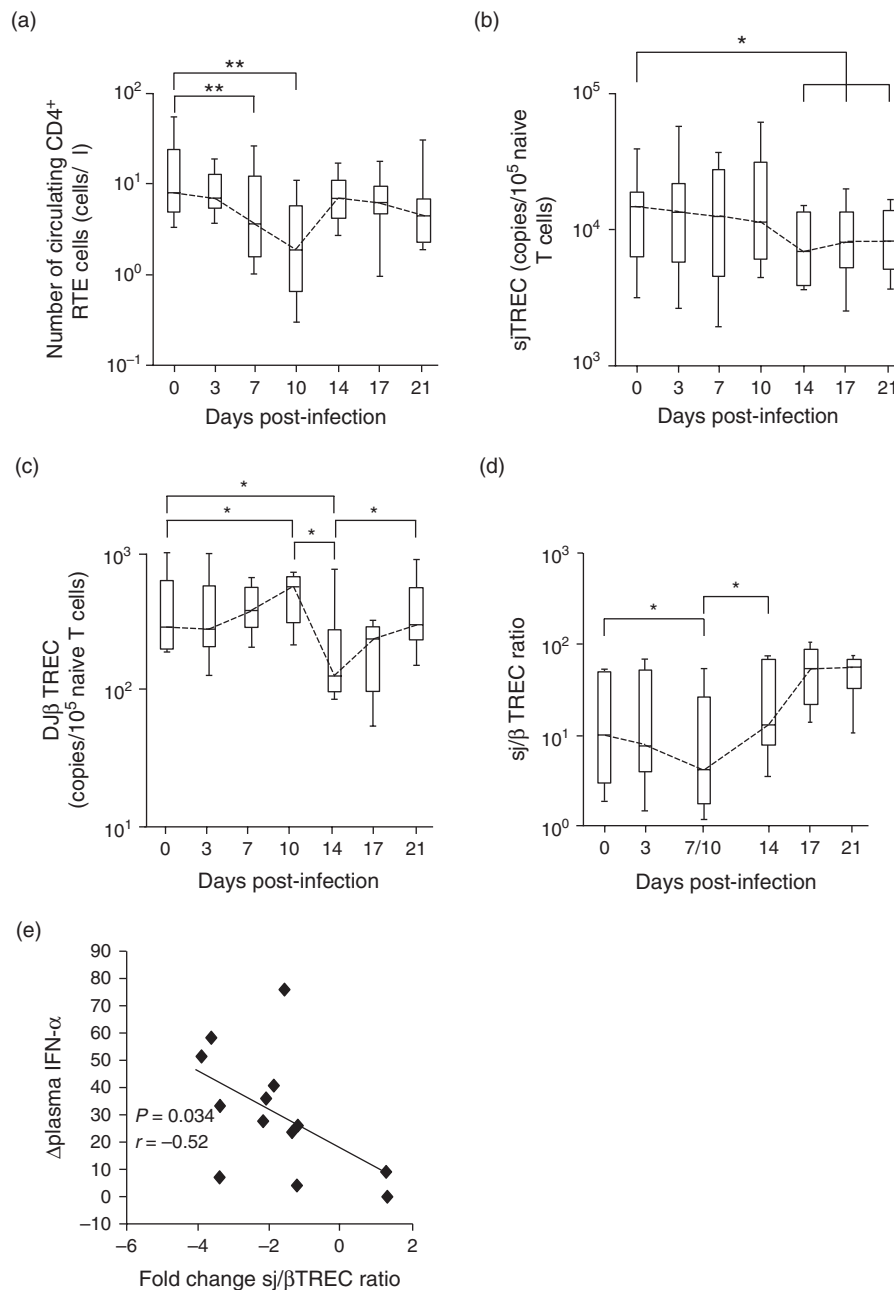 (a)
**
**
10²
10¹
10⁰
10⁻¹
Number of circulating CD4⁺
RTE cells (cells/ l)
0 3 7 10 14 17 21
Days post-infection
(b)
*
10⁵
10⁴
10³
sjTREC (copies/10⁵ naive
T cells)
0 3 7 10 14 17 21
Days post-infection
(c)
*
*
*
*
10³
10²
10¹
DJβ TREC
(copies/10⁵ naive T cells)
0 3 7 10 14 17 21
Days post-infection
(d)
*
*
10³
10²
10¹
10⁰
sj/β TREC ratio
0 3 7/10 14 17 21
Days post-infection
(e)
90
80
70
60
50
40
30
20
10
0
−10
Δplasma IFN-α
P = 0.034
r = −0.52
−6 −4 −2 0 2
Fold change sj/βTREC ratio